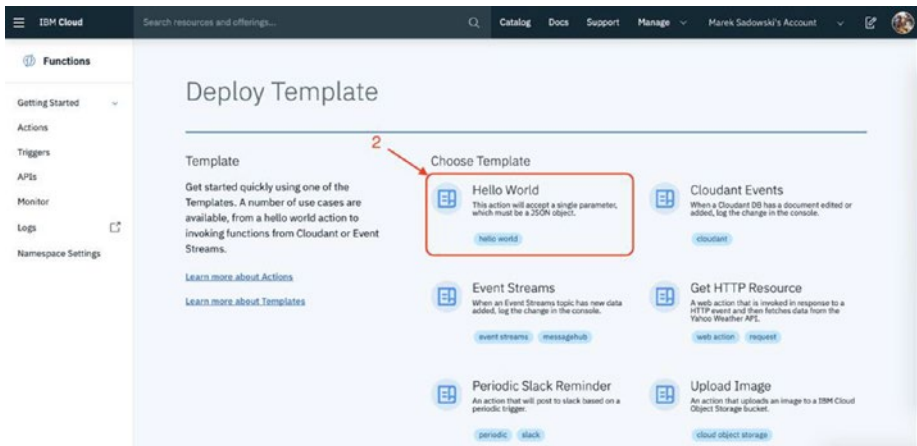 IBM Cloud
Search resources and offerings...
Catalog
Docs
Support
Manage
Marek Sadowski's Account
Functions
Getting Started
Actions
Triggers
APIs
Monitor
Logs
Namespace Settings
Deploy Template
2
Template
Get started quickly using one of the
Templates. A number of use cases are
available, from a hello world action to
invoking functions from Cloudant or Event
Streams.
Learn more about Actions
Learn more about Templates
Choose Template
Hello World
This action will accept a single parameter,
which must be a JSON object.
hello world
Cloudant Events
When a Cloudant DB has a document edited or
added, log the change in the console.
cloudant
Event Streams
When an Event Streams topic has new data
added, log the change in the console.
event streams
messagehub
Get HTTP Resource
A web action that is invoked in response to a
HTTP event and then fetches data from the
Yahoo Weather API.
web action
request
Periodic Slack Reminder
An action that will post to slack based on a
periodic trigger.
periodic
slack
Upload Image
An action that uploads an image to a IBM Cloud
Object Storage bucket.
cloud object storage